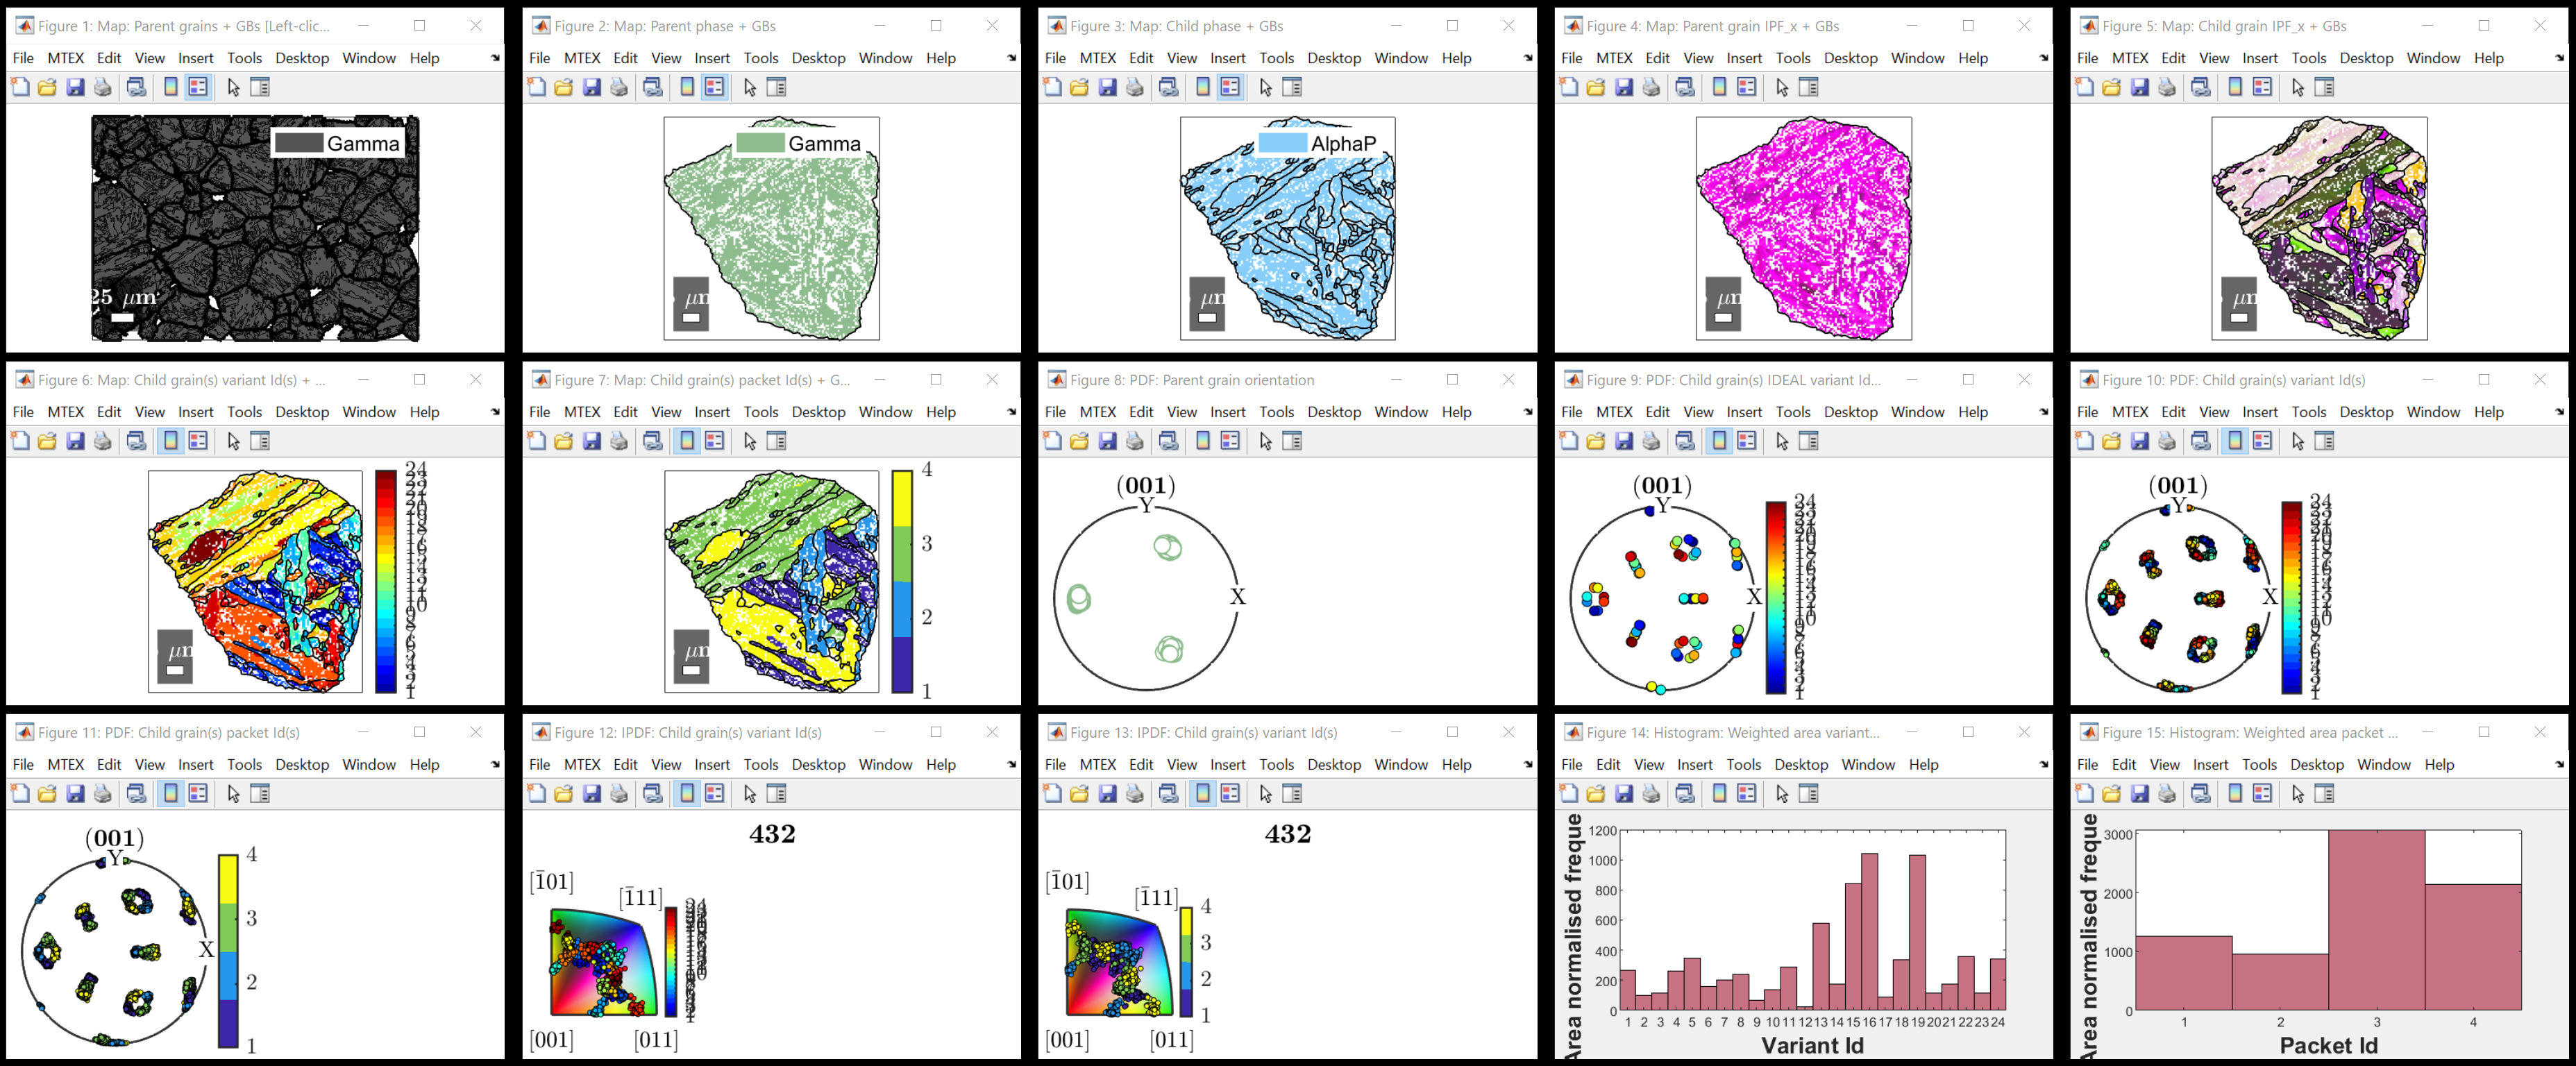 Figure 1: Map: Parent grains + GBs [Left-clic...
File MTEX Edit View Insert Tools Desktop Window Help
Gamma
25 μm
Figure 2: Map: Parent phase + GBs
File MTEX Edit View Insert Tools Desktop Window Help
Gamma
Figure 3: Map: Child phase + GBs
File MTEX Edit View Insert Tools Desktop Window Help
AlphaP
Figure 4: Map: Parent grain IPF_x + GBs
File MTEX Edit View Insert Tools Desktop Window Help
Figure 5: Map: Child grain IPF_x + GBs
File MTEX Edit View Insert Tools Desktop Window Help
Figure 6: Map: Child grain(s) variant Id(s) + ...
File MTEX Edit View Insert Tools Desktop Window Help
24
1
Figure 7: Map: Child grain(s) packet Id(s) + G...
File MTEX Edit View Insert Tools Desktop Window Help
4
3
2
1
Figure 8: PDF: Parent grain orientation
File MTEX Edit View Insert Tools Desktop Window Help
(001)
Y
X
Figure 9: PDF: Child grain(s) IDEAL variant Id...
File MTEX Edit View Insert Tools Desktop Window Help
(001)
Y
X
24
1
Figure 10: PDF: Child grain(s) variant Id(s)
File MTEX Edit View Insert Tools Desktop Window Help
(001)
Y
X
24
1
Figure 11: PDF: Child grain(s) packet Id(s)
File MTEX Edit View Insert Tools Desktop Window Help
(001)
Y
X
4
3
2
1
Figure 12: IPDF: Child grain(s) variant Id(s)
File MTEX Edit View Insert Tools Desktop Window Help
432
[1̄01]
[1̄11]
24
1
[001] [011]
Figure 13: IPDF: Child grain(s) variant Id(s)
File MTEX Edit View Insert Tools Desktop Window Help
432
[1̄01]
[1̄11]
4
3
2
1
[001] [011]
Figure 14: Histogram: Weighted area variant...
File Edit View Insert Tools Desktop Window Help
Area normalised freque
1200
1000
800
600
400
200
0
1 2 3 4 5 6 7 8 9 10 11 12 13 14 15 16 17 18 19 20 21 22 23 24
Variant Id
Figure 15: Histogram: Weighted area packet ...
File Edit View Insert Tools Desktop Window Help
Area normalised freque
3000
2000
1000
0
1 2 3 4
Packet Id